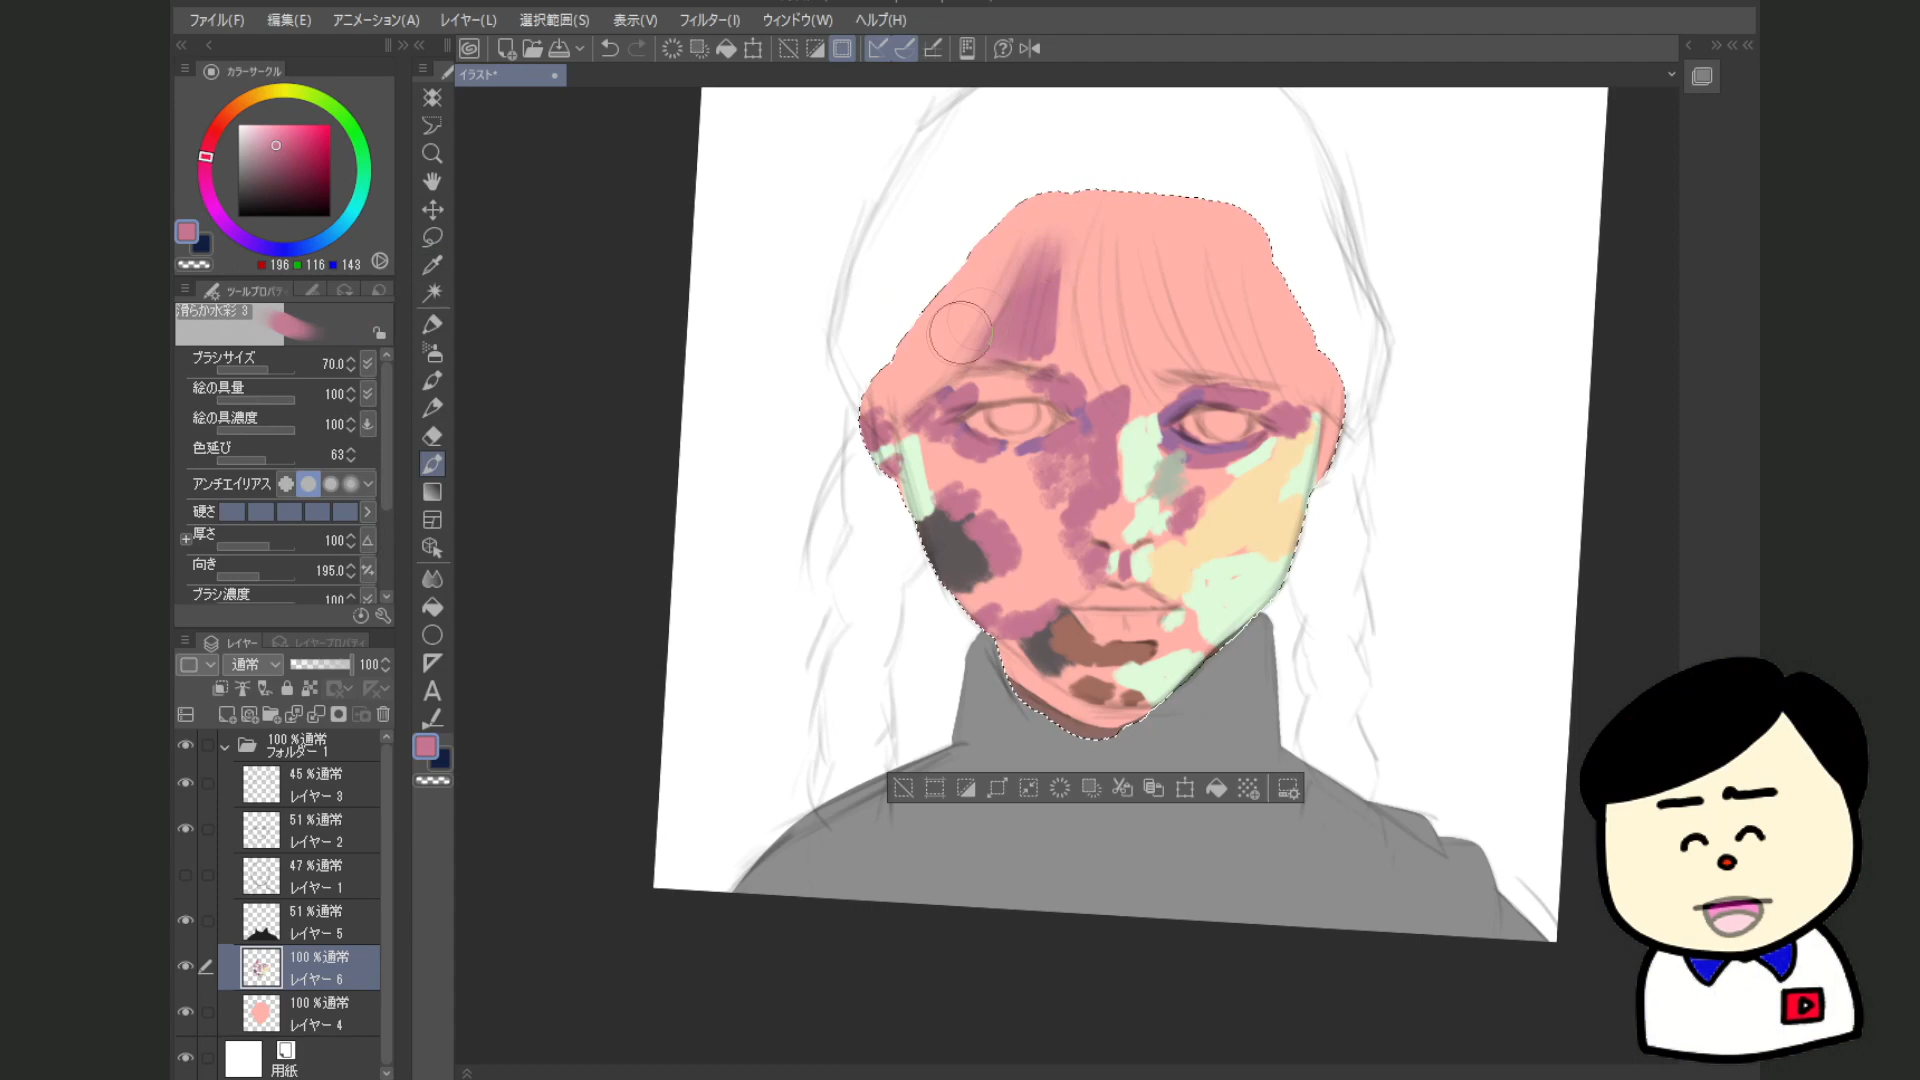 ファイル(F) 編集(E) アニメーション(A) レイヤー(L) 選択範囲(S) 表示(V) フィルター(I) ウィンドウ(W) ヘルプ(H)
カラーサークル
イラスト*
196 116 143
ツールプロパティ
滑らか水彩 3
ブラシサイズ 70.0
絵の具量 100
絵の具濃度 100
色延び 63
アンチエイリアス
硬さ
厚さ 100
向き 195.0
ブラシ濃度 100
レイヤー レイヤープロパティ
通常 100
100 %通常
フォルダー 1
45 %通常
レイヤー 3
51 %通常
レイヤー 2
47 %通常
レイヤー 1
51 %通常
レイヤー 5
100 %通常
レイヤー 6
100 %通常
レイヤー 4
用紙